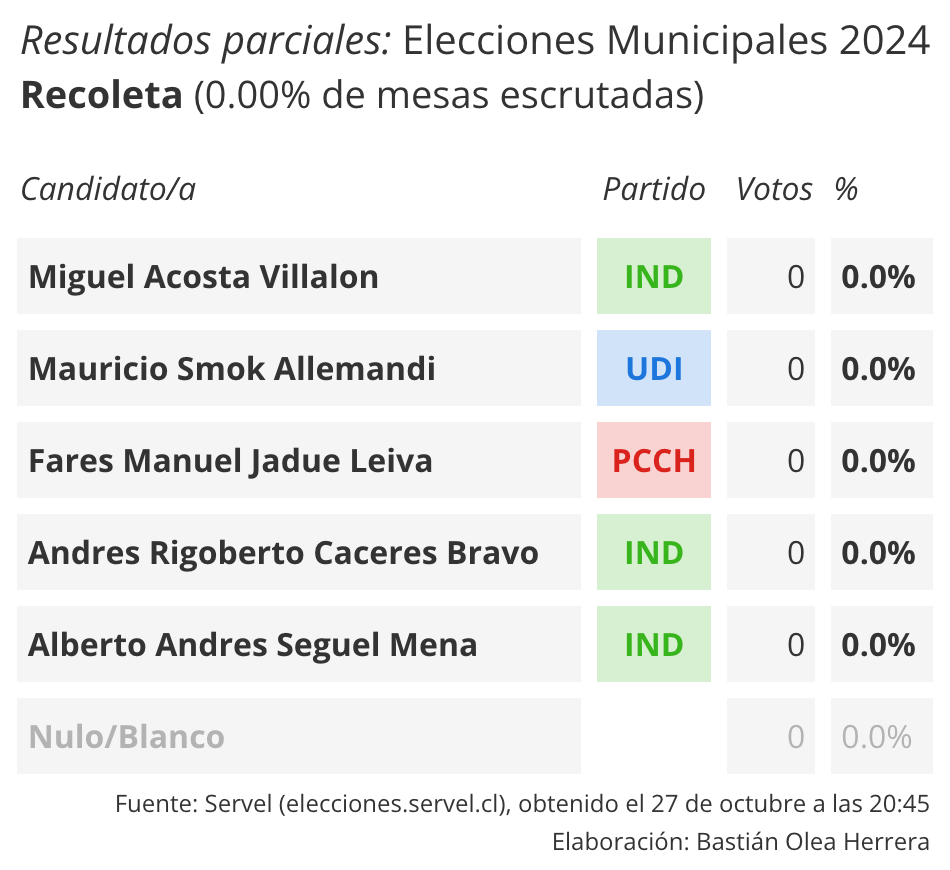 Resultados parciales: Elecciones Municipales 2024
Recoleta (0.00% de mesas escrutadas)
Candidato/a Partido Votos %
Miguel Acosta Villalon IND 0 0.0%
Mauricio Smok Allemandi UDI 0 0.0%
Fares Manuel Jadue Leiva PCCH 0 0.0%
Andres Rigoberto Caceres Bravo IND 0 0.0%
Alberto Andres Seguel Mena IND 0 0.0%
Nulo/Blanco 0 0.0%
Fuente: Servel (elecciones.servel.cl), obtenido el 27 de octubre a las 20:45
Elaboración: Bastián Olea Herrera